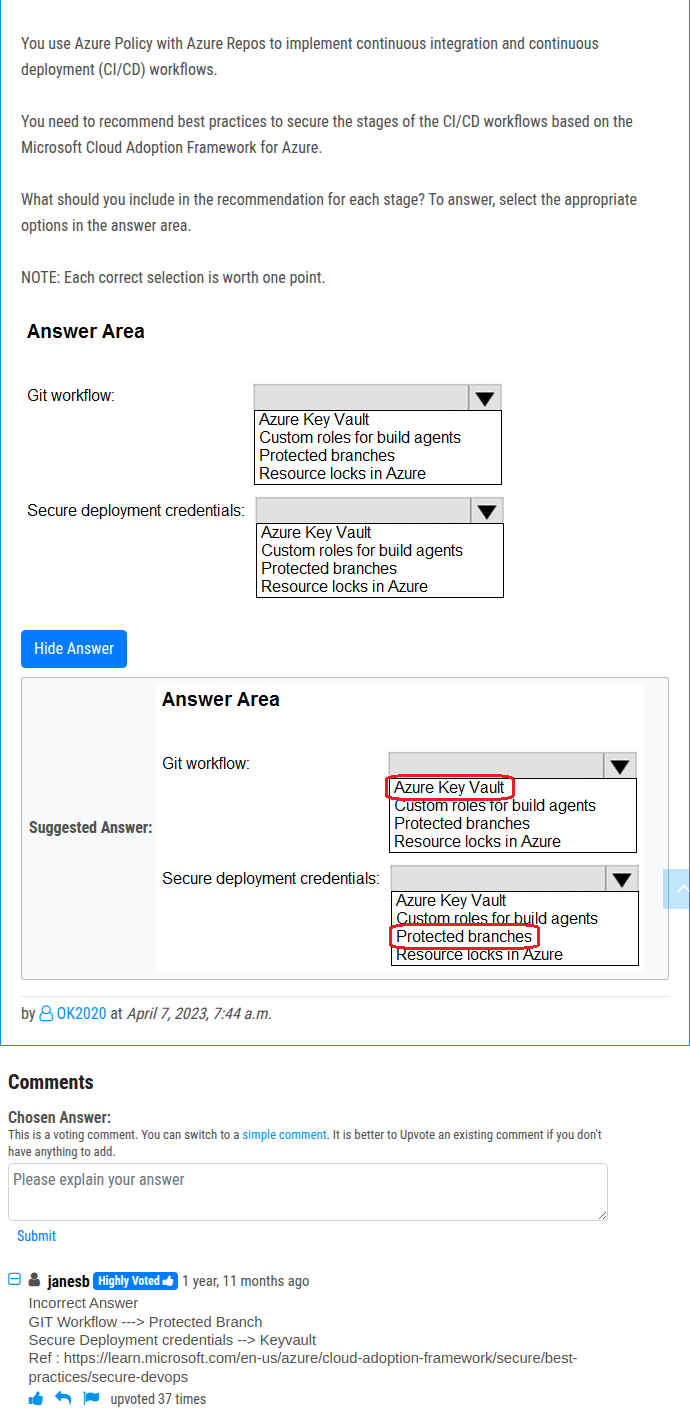 You use Azure Policy with Azure Repos to implement continuous integration and continuous
deployment (CI/CD) workflows.
You need to recommend best practices to secure the stages of the CI/CD workflows based on the
Microsoft Cloud Adoption Framework for Azure.
What should you include in the recommendation for each stage? To answer, select the appropriate
options in the answer area.
NOTE: Each correct selection is worth one point.
Answer Area
Git workflow:
Azure Key Vault
Custom roles for build agents
Protected branches
Resource locks in Azure
Secure deployment credentials:
Azure Key Vault
Custom roles for build agents
Protected branches
Resource locks in Azure
Hide Answer
Suggested Answer:
Answer Area
Git workflow:
Azure Key Vault
Custom roles for build agents
Protected branches
Resource locks in Azure
Secure deployment credentials:
Azure Key Vault
Custom roles for build agents
Protected branches
Resource locks in Azure
by OK2020 at April 7, 2023, 7:44 a.m.
Comments
Chosen Answer:
This is a voting comment. You can switch to a simple comment. It is better to Upvote an existing comment if you don't
have anything to add.
Please explain your answer
Submit
janesb Highly Voted 1 year, 11 months ago
Incorrect Answer
GIT Workflow ---> Protected Branch
Secure Deployment credentials --> Keyvault
Ref : https://learn.microsoft.com/en-us/azure/cloud-adoption-framework/secure/best-
practices/secure-devops
upvoted 37 times